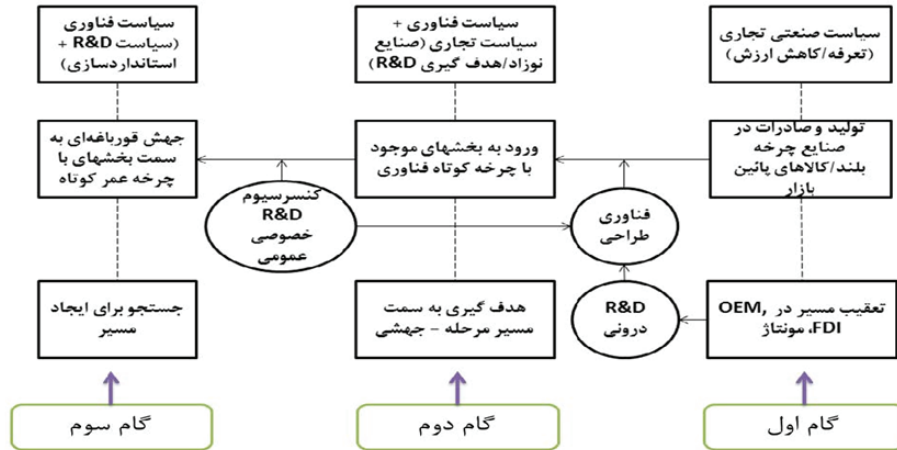 سیاست صنعتی تجاری
(تعرفه/کاهش ارزش)
سیاست فناوری +
سیاست تجاری (صنایع
نوزاد/هدف گیری R&D)
سیاست فناوری
(سیاست R&D +
استانداردسازی)
تولید و صادرات در
صنایع چرخه
بلند/کالاهای پائین
بازار
ورود به بخشهای موجود
با چرخه کوتاه فناوری
جهش قورباغه‌ای به
سمت بخشهای با
چرخه عمر کوتاه
فناوری
طراحی
کنسرسیوم
R&D
خصوصی
عمومی
تعقیب مسیر در OEM,
FDI، مونتاژ
R&D
درونی
هدف گیری به سمت
مسیر مرحله - جهشی
جستجو برای ایجاد
مسیر
گام اول
گام دوم
گام سوم